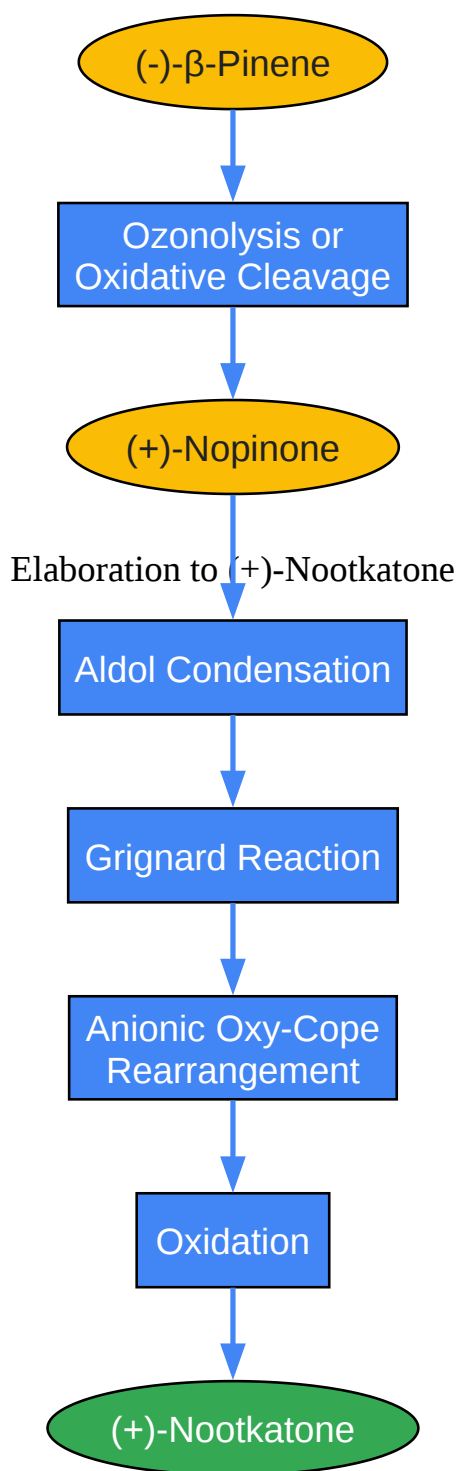 (-)-β-Pinene
Ozonolysis or
Oxidative Cleavage
(+)-Nopinone
Elaboration to (+)-Nootkatone
Aldol Condensation
Grignard Reaction
Anionic Oxy-Cope
Rearrangement
Oxidation
(+)-Nootkatone